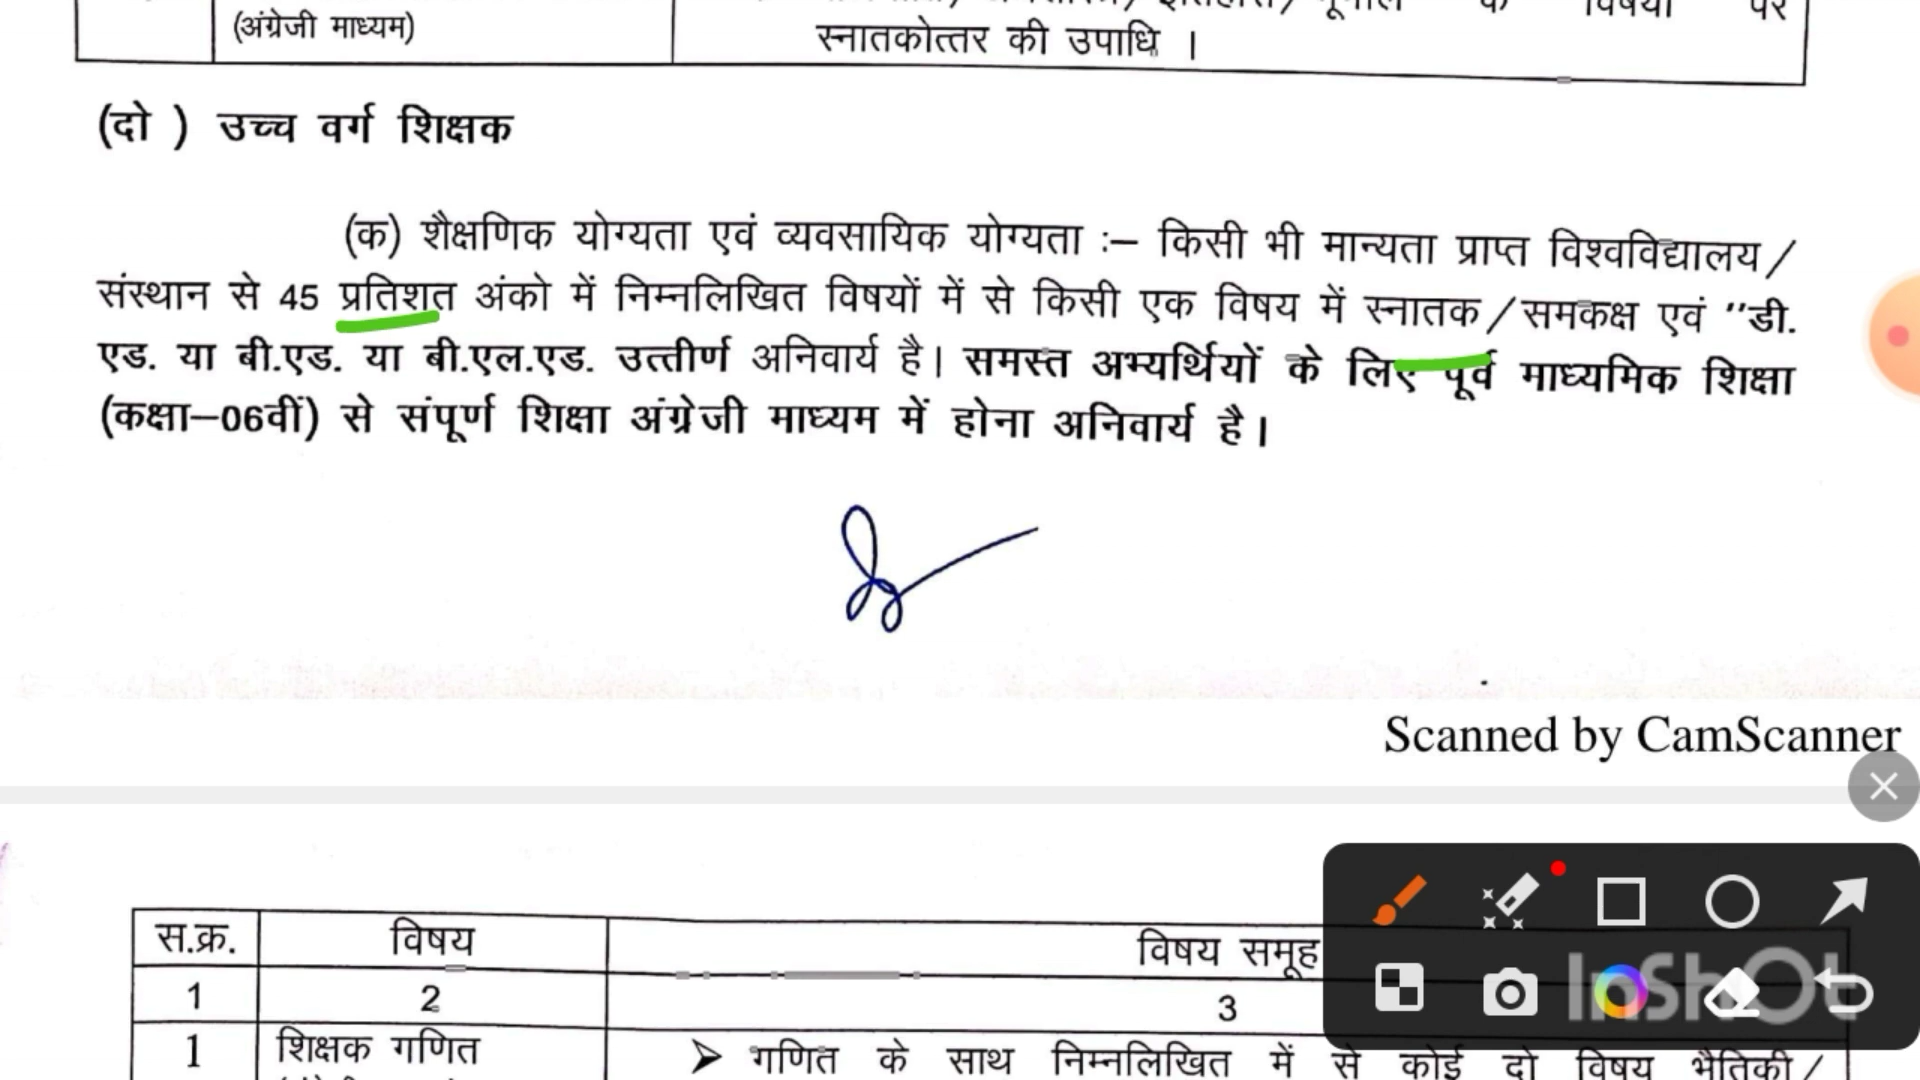 (अंग्रेजी माध्यम)
के विषयों पर
स्नातकोत्तर की उपाधि ।
(दो ) उच्च वर्ग शिक्षक
(क) शैक्षणिक योग्यता एवं व्यवसायिक योग्यता :– किसी भी मान्यता प्राप्त विश्वविद्यालय/
संस्थान से 45 प्रतिशत अंको में निम्नलिखित विषयों में से किसी एक विषय में स्नातक/समकक्ष एवं ''डी.
एड. या बी.एड. या बी.एल.एड. उत्तीर्ण अनिवार्य है। समस्त अभ्यर्थियों के लिए पूर्व माध्यमिक शिक्षा
(कक्षा–06वीं) से संपूर्ण शिक्षा अंग्रेजी माध्यम में होना अनिवार्य है।
Scanned by CamScanner
स.क्र. विषय विषय समूह
1 2 3
1 शिक्षक गणित ➢ गणित के साथ निम्नलिखित में से कोई दो विषय भौतिकी/
InShOt